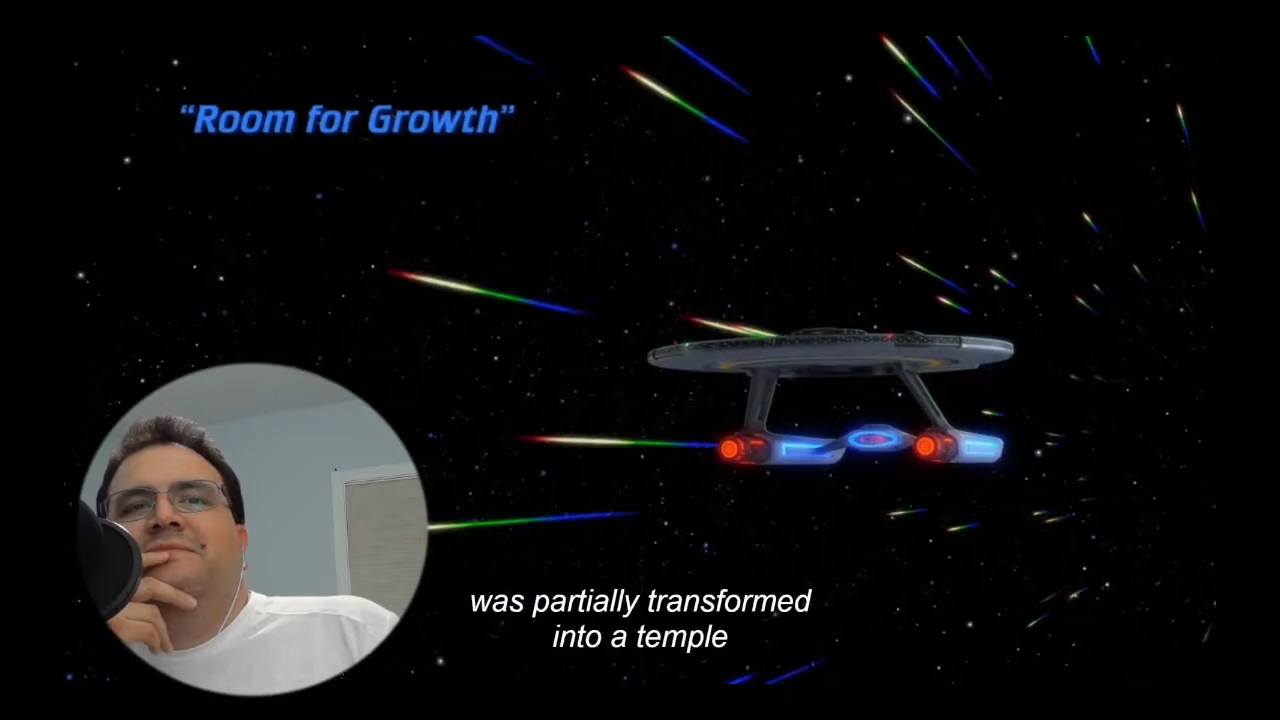 “Room for Growth”
was partially transformed
into a temple